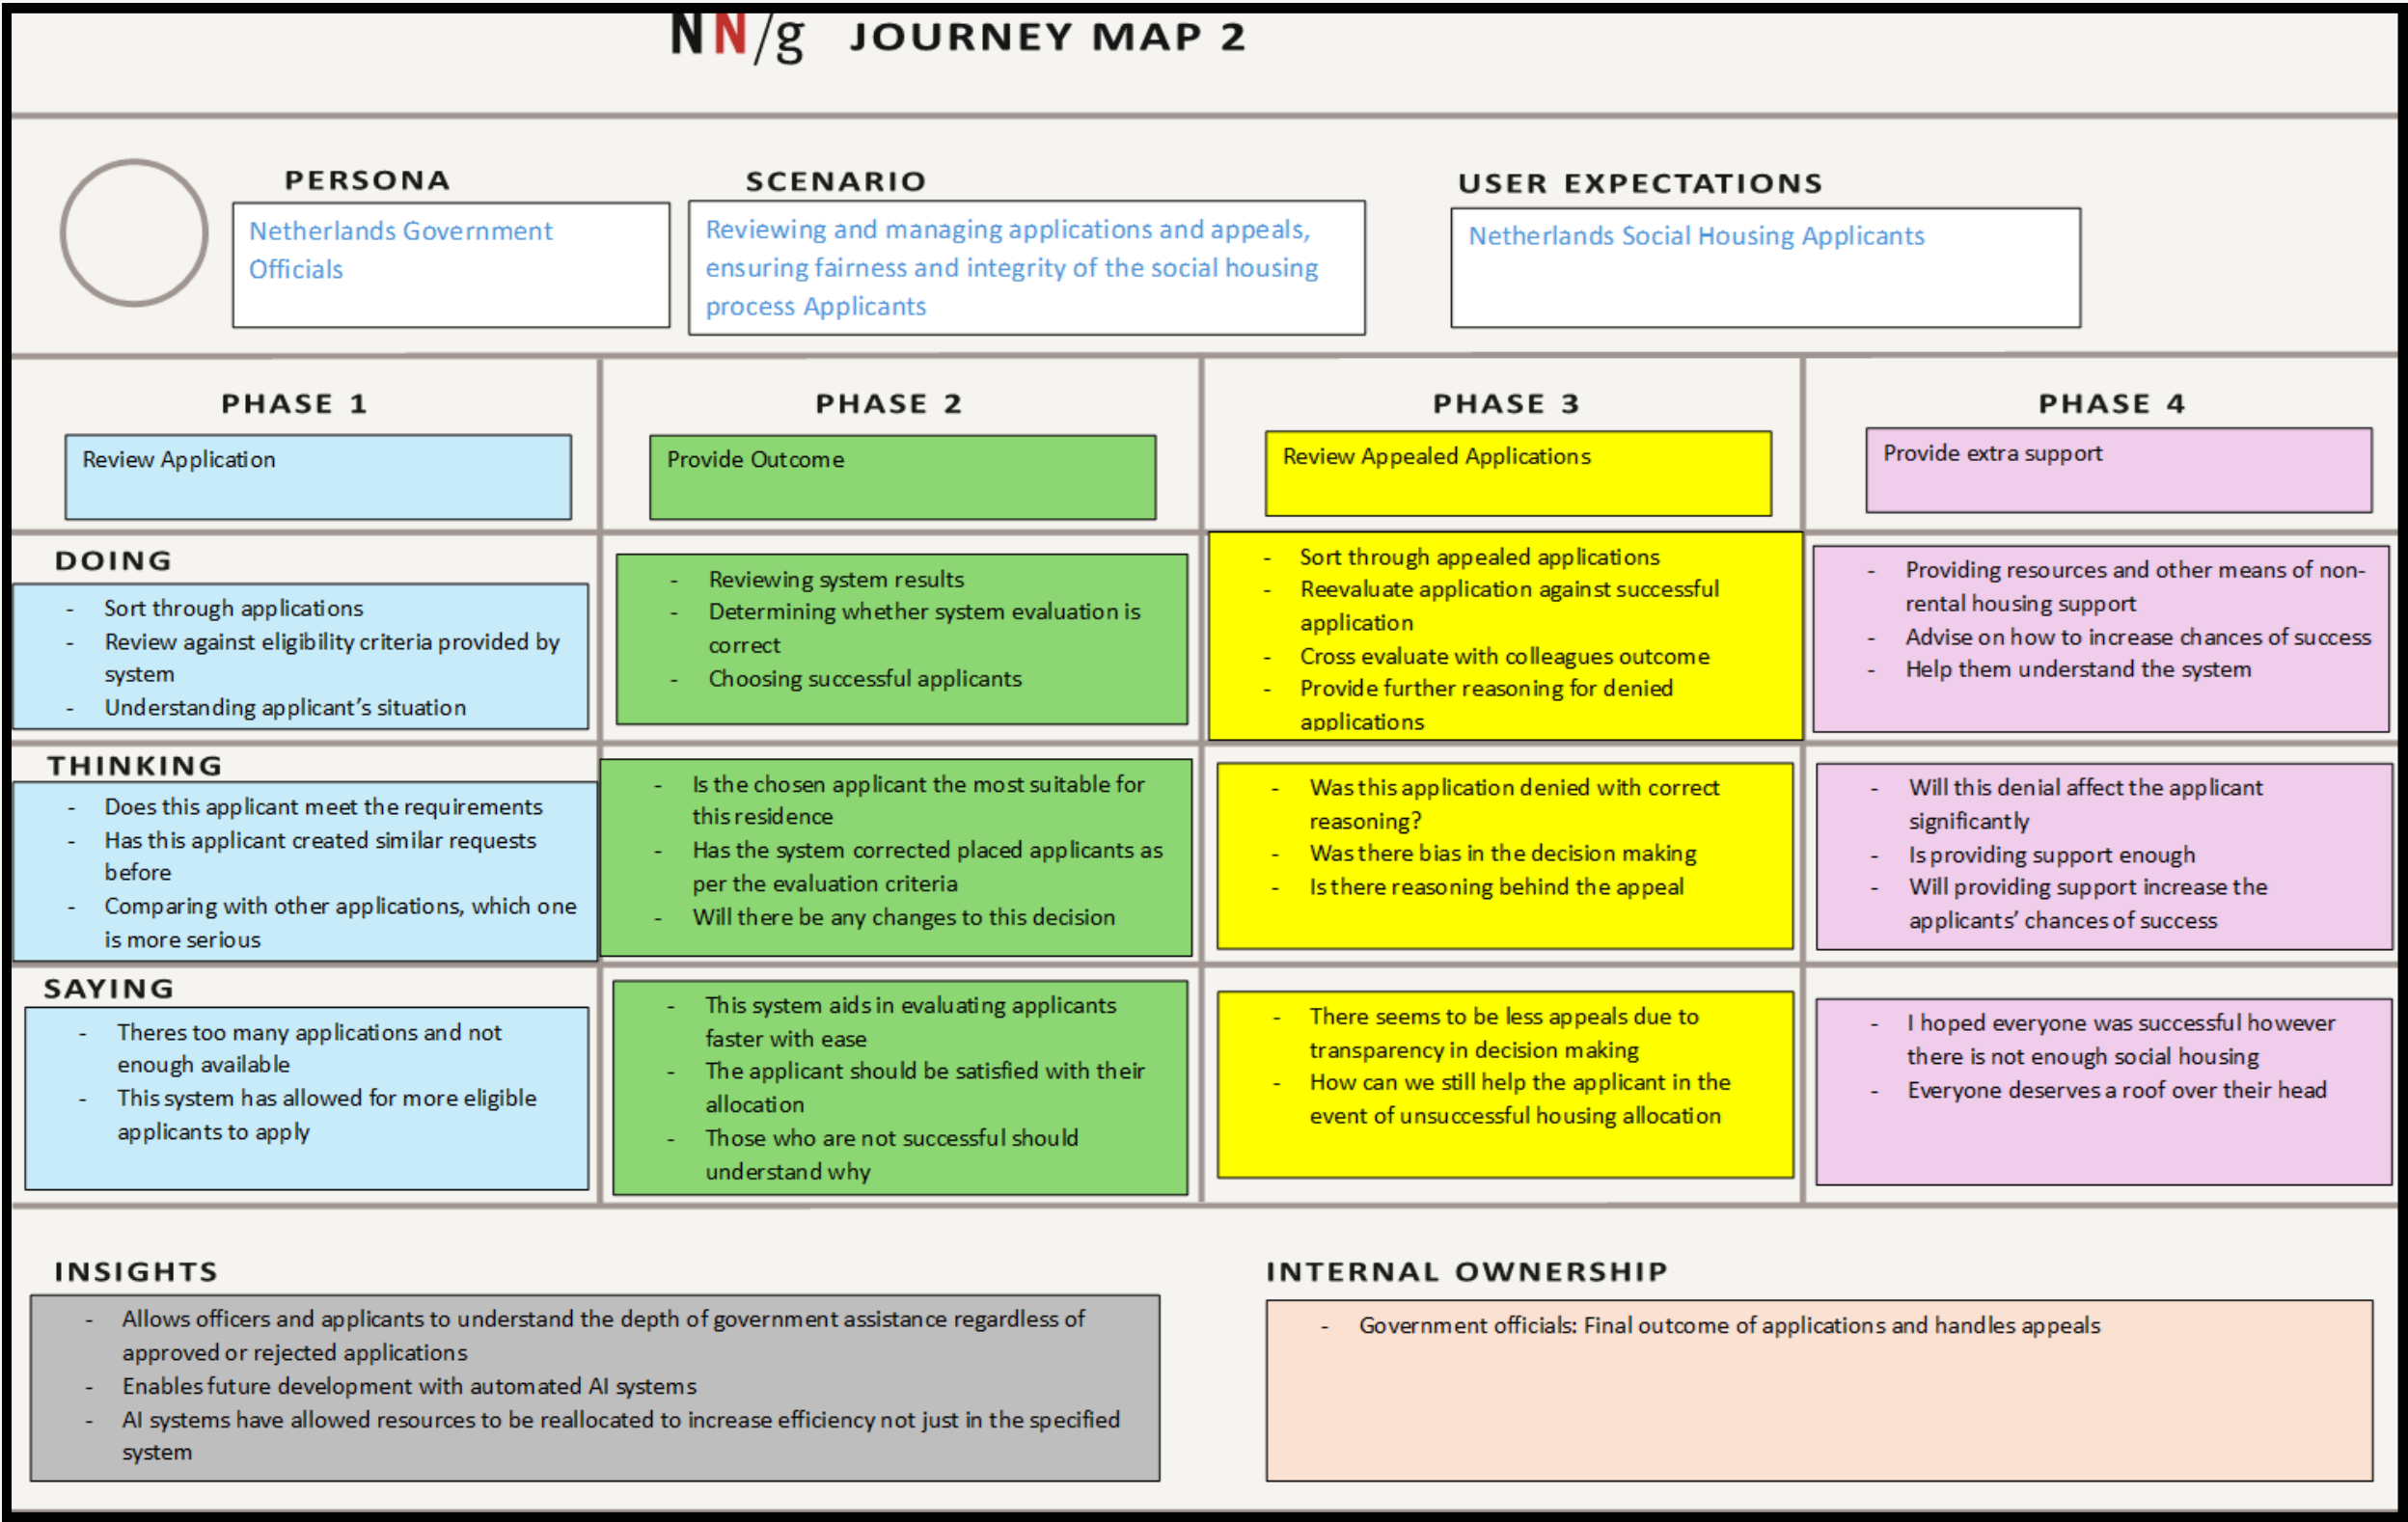 NN/g JOURNEY MAP 2
PERSONA
Netherlands Government
Officials
SCENARIO
Reviewing and managing applications and appeals,
ensuring fairness and integrity of the social housing
process Applicants
USER EXPECTATIONS
Netherlands Social Housing Applicants
PHASE 1
Review Application
PHASE 2
Provide Outcome
PHASE 3
Review Appealed Applications
PHASE 4
Provide extra support
DOING
- Sort through applications
- Review against eligibility criteria provided by
system
- Understanding applicant’s situation
- Reviewing system results
- Determining whether system evaluation is
correct
- Choosing successful applicants
- Sort through appealed applications
- Reevaluate application against successful
application
- Cross evaluate with colleagues outcome
- Provide further reasoning for denied
applications
- Providing resources and other means of non-
rental housing support
- Advise on how to increase chances of success
- Help them understand the system
THINKING
- Does this applicant meet the requirements
- Has this applicant created similar requests
before
- Comparing with other applications, which one
is more serious
- Is the chosen applicant the most suitable for
this residence
- Has the system corrected placed applicants as
per the evaluation criteria
- Will there be any changes to this decision
- Was this application denied with correct
reasoning?
- Was there bias in the decision making
- Is there reasoning behind the appeal
- Will this denial affect the applicant
significantly
- Is providing support enough
- Will providing support increase the
applicants’ chances of success
SAYING
- Theres too many applications and not
enough available
- This system has allowed for more eligible
applicants to apply
- This system aids in evaluating applicants
faster with ease
- The applicant should be satisfied with their
allocation
- Those who are not successful should
understand why
- There seems to be less appeals due to
transparency in decision making
- How can we still help the applicant in the
event of unsuccessful housing allocation
- I hoped everyone was successful however
there is not enough social housing
- Everyone deserves a roof over their head
INSIGHTS
- Allows officers and applicants to understand the depth of government assistance regardless of
approved or rejected applications
- Enables future development with automated AI systems
- AI systems have allowed resources to be reallocated to increase efficiency not just in the specified
system
INTERNAL OWNERSHIP
- Government officials: Final outcome of applications and handles appeals